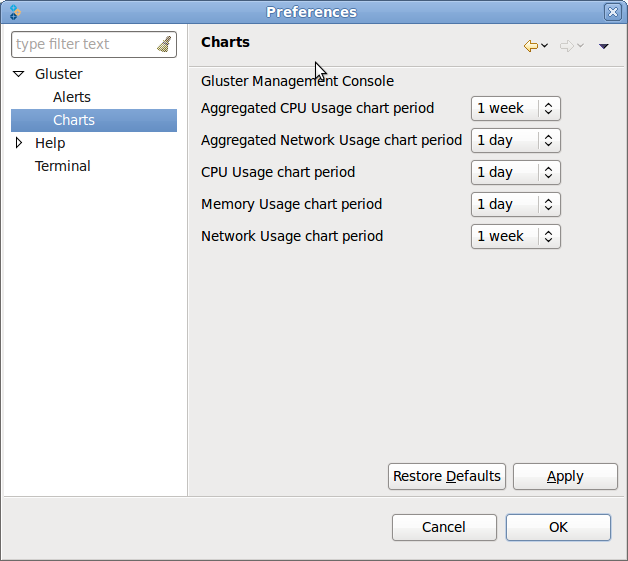 Preferences
type filter text
Gluster
Alerts
Charts
Help
Terminal
Charts
Gluster Management Console
Aggregated CPU Usage chart period 1 week
Aggregated Network Usage chart period 1 day
CPU Usage chart period 1 day
Memory Usage chart period 1 day
Network Usage chart period 1 week
Restore Defaults Apply
Cancel OK